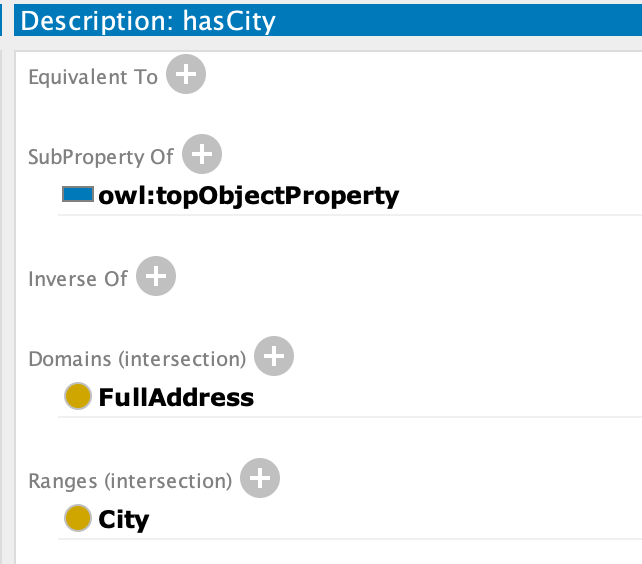 Description: hasCity
Equivalent To
SubProperty Of
owl:topObjectProperty
Inverse Of
Domains (intersection)
FullAddress
Ranges (intersection)
City